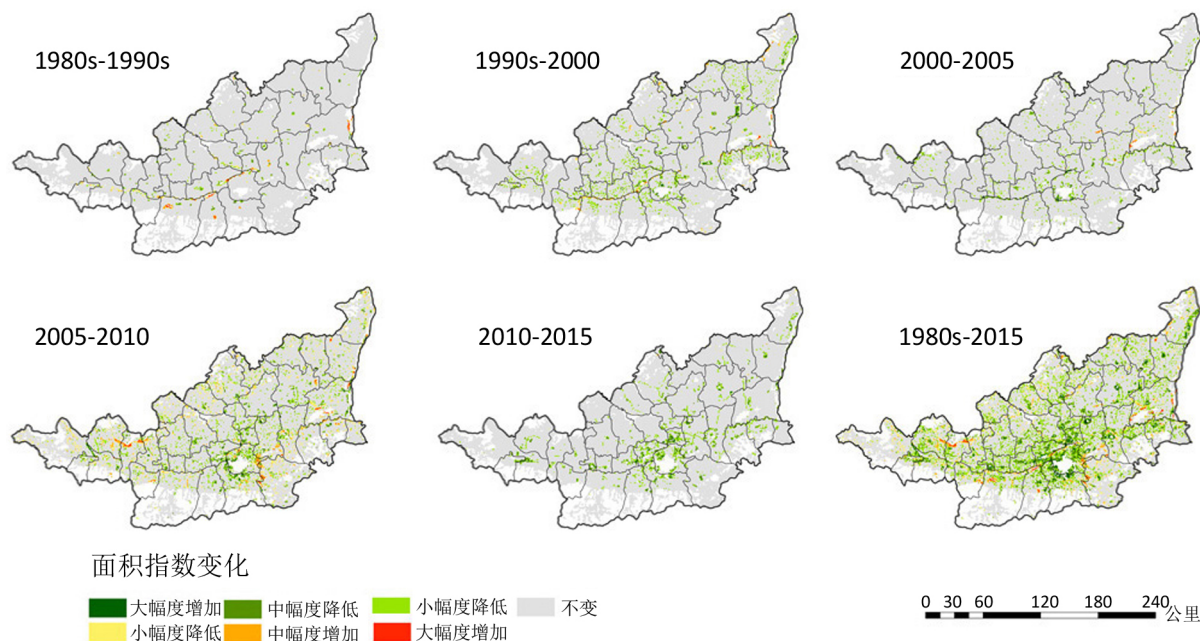 1980s-1990s
1990s-2000
2000-2005
2005-2010
2010-2015
1980s-2015
面积指数变化
大幅度增加 中幅度降低 小幅度降低 不变
小幅度降低 中幅度增加 大幅度增加
0 30 60 120 180 240
公里